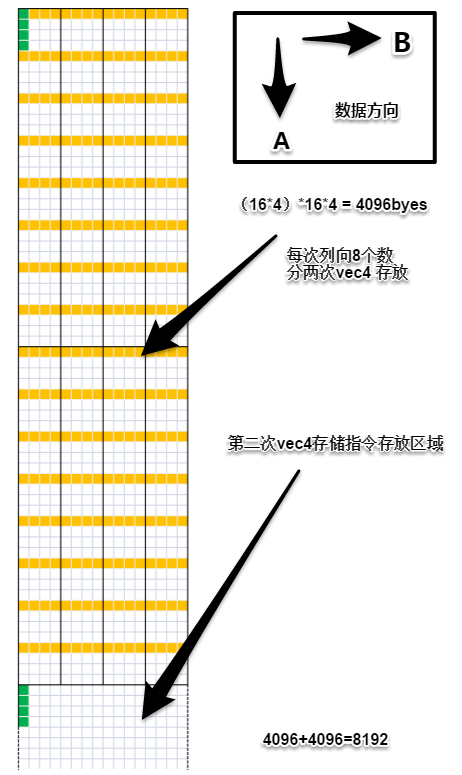 B
数据方向
A
（16*4）*16*4 = 4096byes
每次列向8个数
分两次vec4 存放
第二次vec4存储指令存放区域
4096+4096=8192